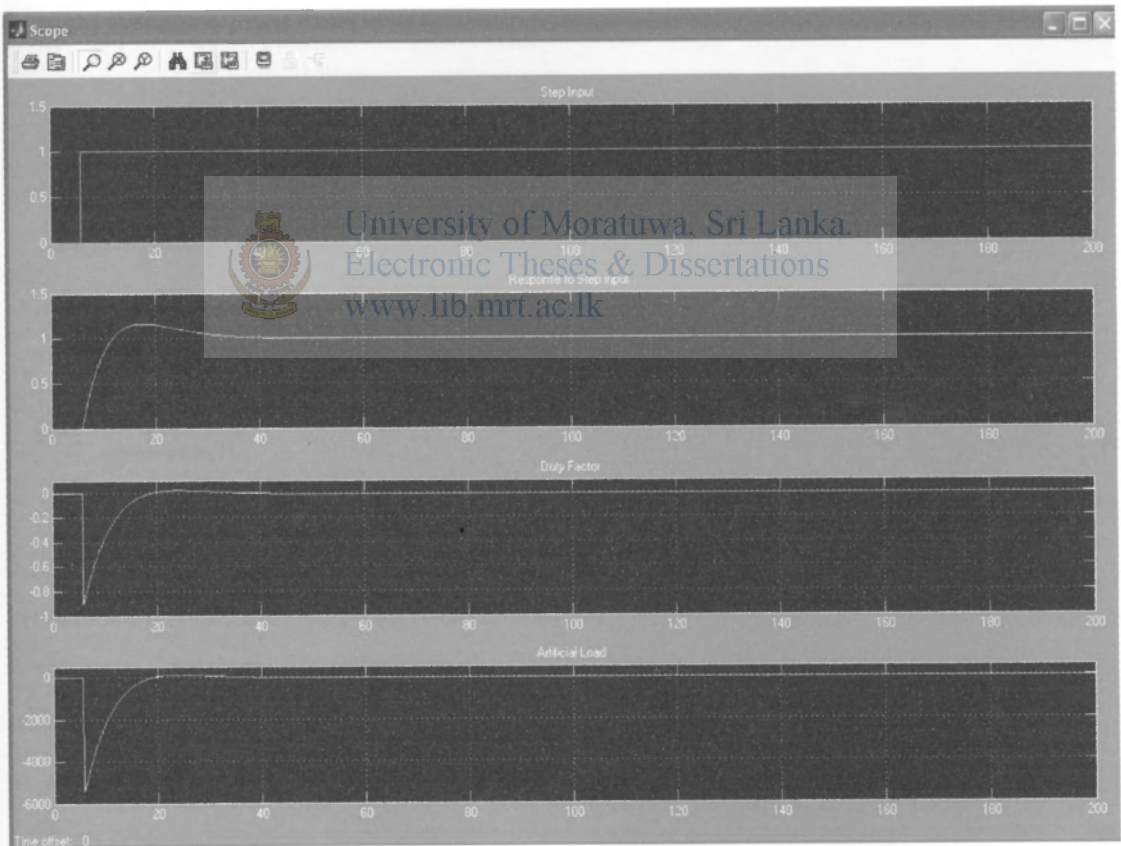 Scope
Step Input
1.5
1
0.5
0
0 20 40 60 80 100 120 140 160 180 200
University of Moratuwa, Sri Lanka.
Electronic Theses & Dissertations
www.lib.mrt.ac.lk
Response to Step input
1.5
1
0.5
0
0 20 40 60 80 100 120 140 160 180 200
Duty Factor
0
-0.2
-0.4
-0.6
-0.8
-1
0 20 40 60 80 100 120 140 160 180 200
Artificial Load
0
-2000
-4000
-6000
0 20 40 60 80 100 120 140 160 180 200
Time offset: 0